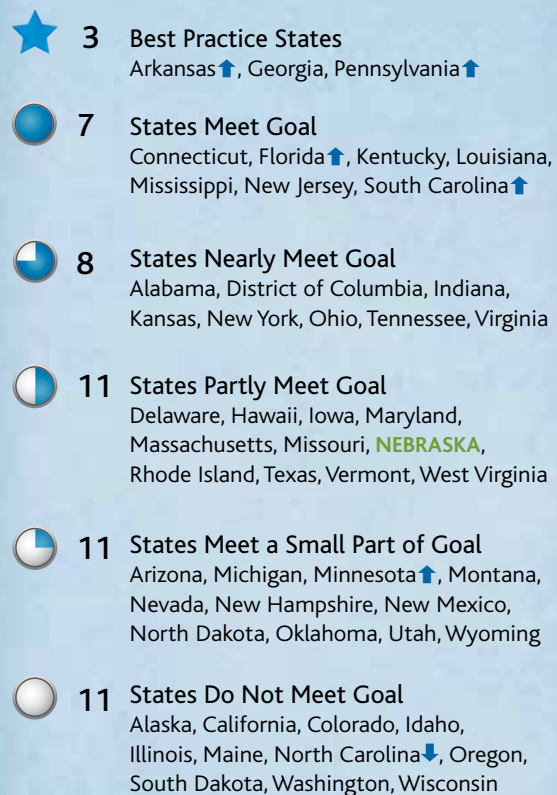 3 Best Practice States
Arkansas⬆, Georgia, Pennsylvania⬆
7 States Meet Goal
Connecticut, Florida⬆, Kentucky, Louisiana,
Mississippi, New Jersey, South Carolina⬆
8 States Nearly Meet Goal
Alabama, District of Columbia, Indiana,
Kansas, New York, Ohio, Tennessee, Virginia
11 States Partly Meet Goal
Delaware, Hawaii, Iowa, Maryland,
Massachusetts, Missouri, NEBRASKA,
Rhode Island, Texas, Vermont, West Virginia
11 States Meet a Small Part of Goal
Arizona, Michigan, Minnesota⬆, Montana,
Nevada, New Hampshire, New Mexico,
North Dakota, Oklahoma, Utah, Wyoming
11 States Do Not Meet Goal
Alaska, California, Colorado, Idaho,
Illinois, Maine, North Carolina⬇, Oregon,
South Dakota, Washington, Wisconsin